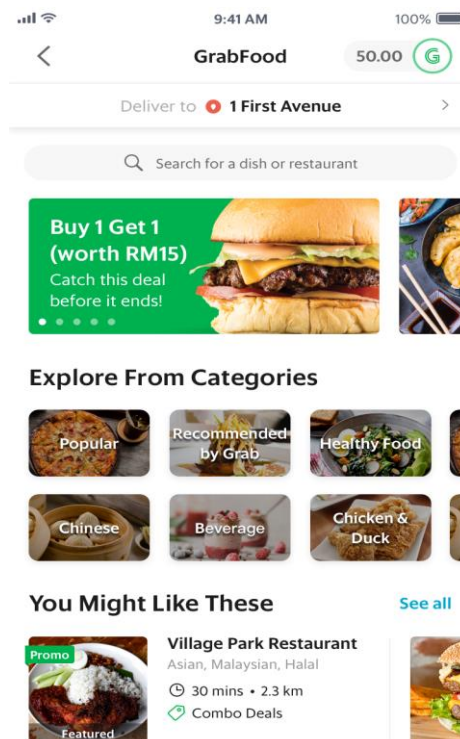 9:41 AM
100%
GrabFood
50.00
G
Deliver to 1 First Avenue
Search for a dish or restaurant
Buy 1 Get 1
(worth RM15)
Catch this deal
before it ends!
Explore From Categories
Popular
Recommended
by Grab
Healthy Food
Chinese
Beverage
Chicken &
Duck
You Might Like These
See all
Promo
Featured
Village Park Restaurant
Asian, Malaysian, Halal
30 mins • 2.3 km
Combo Deals